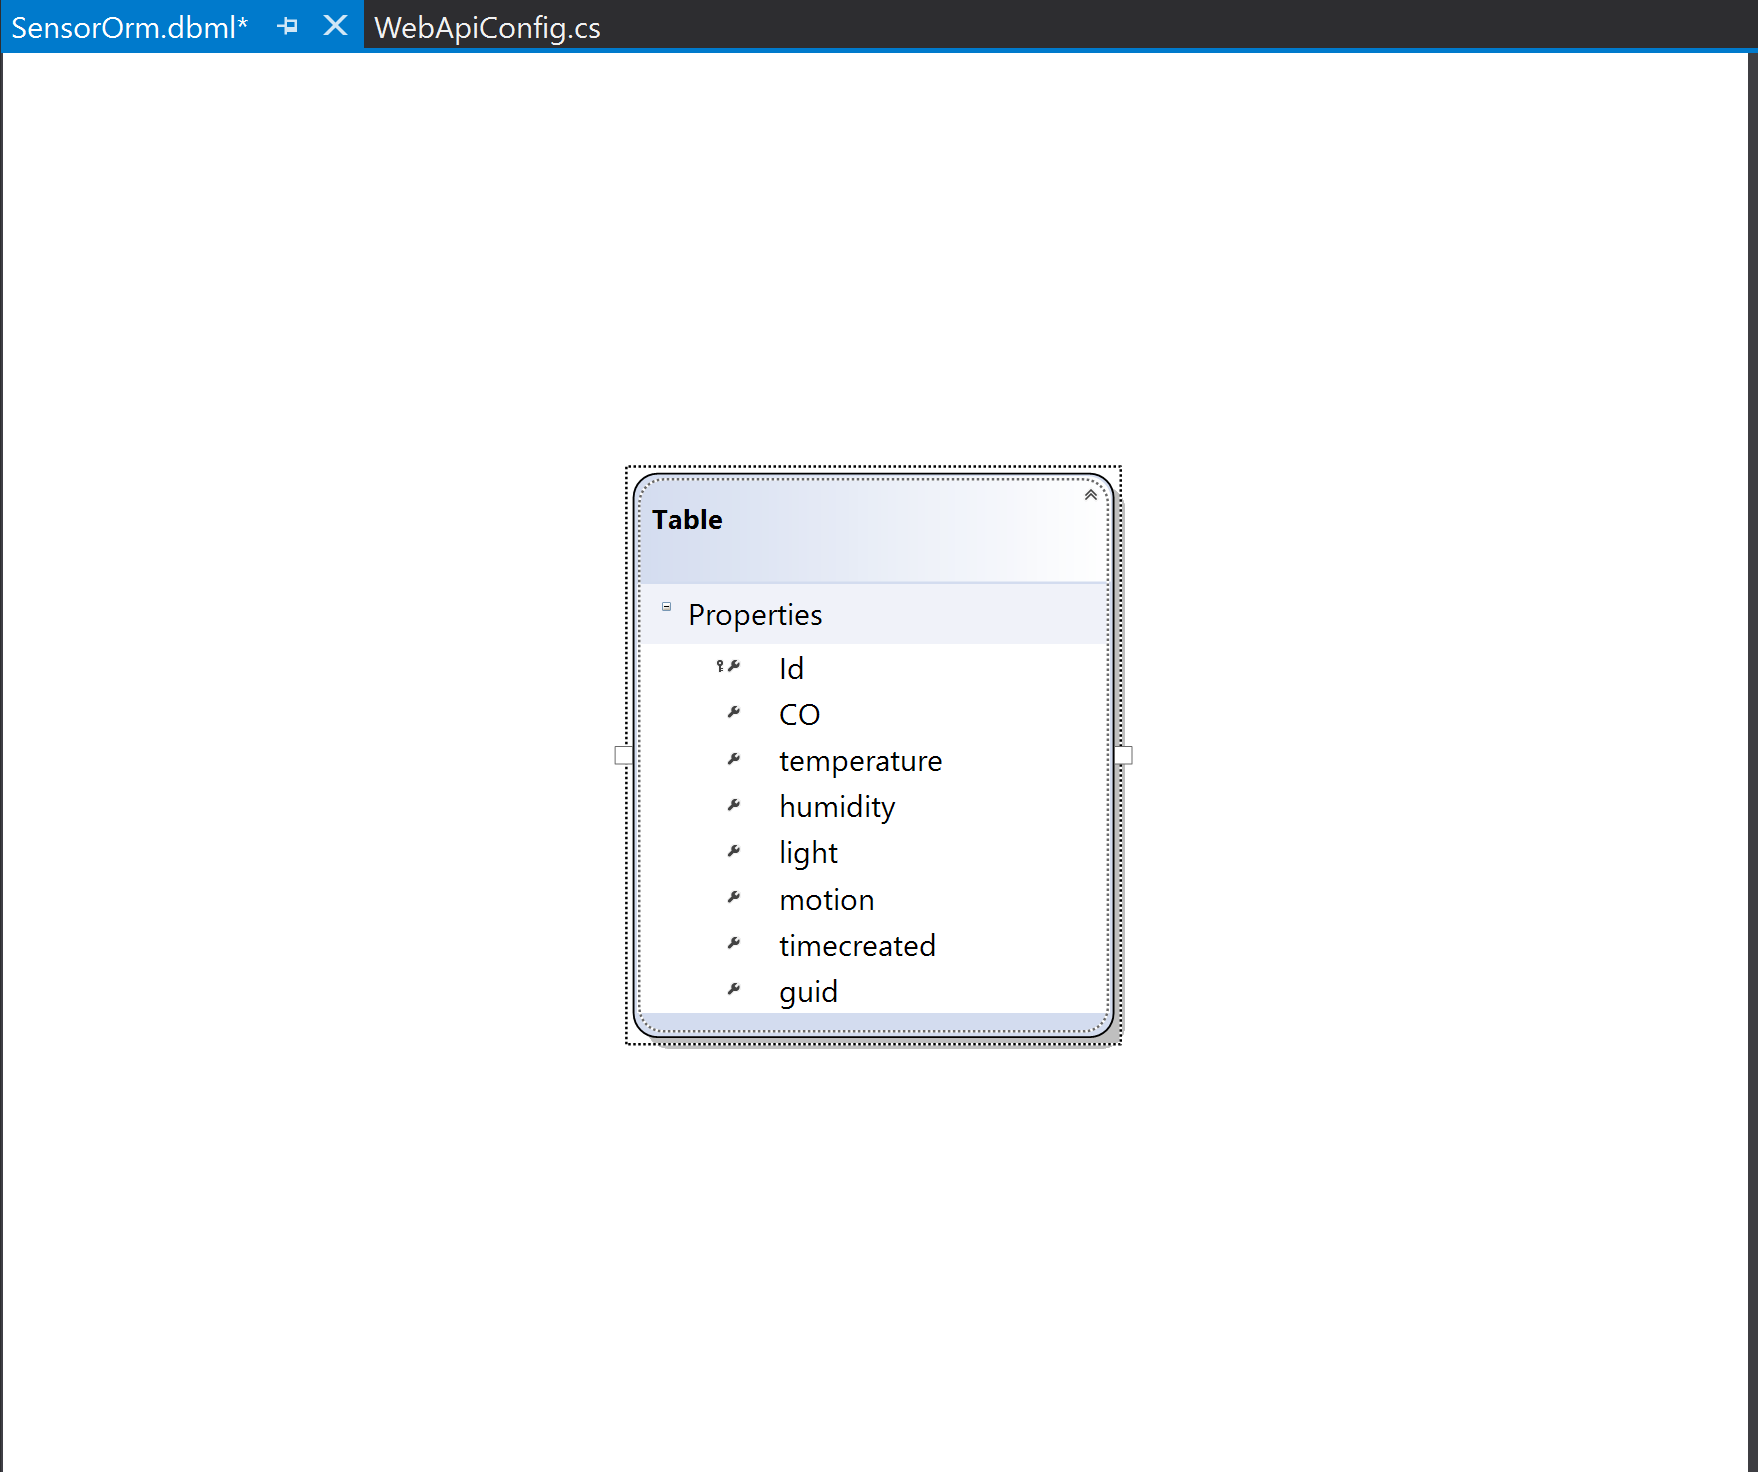 SensorOrm.dbml*
WebApiConfig.cs
Table
Properties
Id
CO
temperature
humidity
light
motion
timecreated
guid